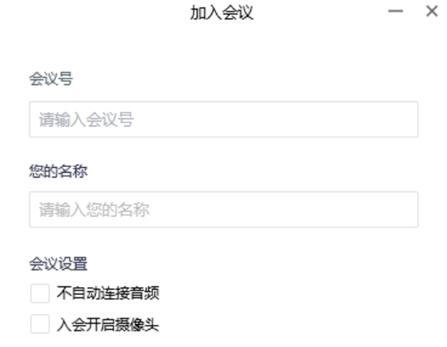 加入会议
会议号
请输入会议号
您的名称
请输入您的名称
会议设置
不自动连接音频
入会开启摄像头